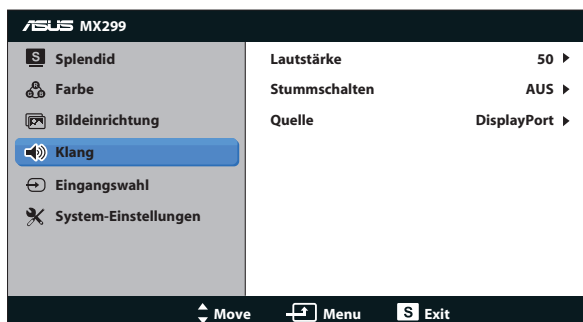 ASUS MX299
S Splendid
Farbe
Bildeinrichtung
Klang
Eingangswahl
System-Einstellungen
Lautstärke 50
Stummschalten AUS
Quelle DisplayPort
Move Menu S Exit